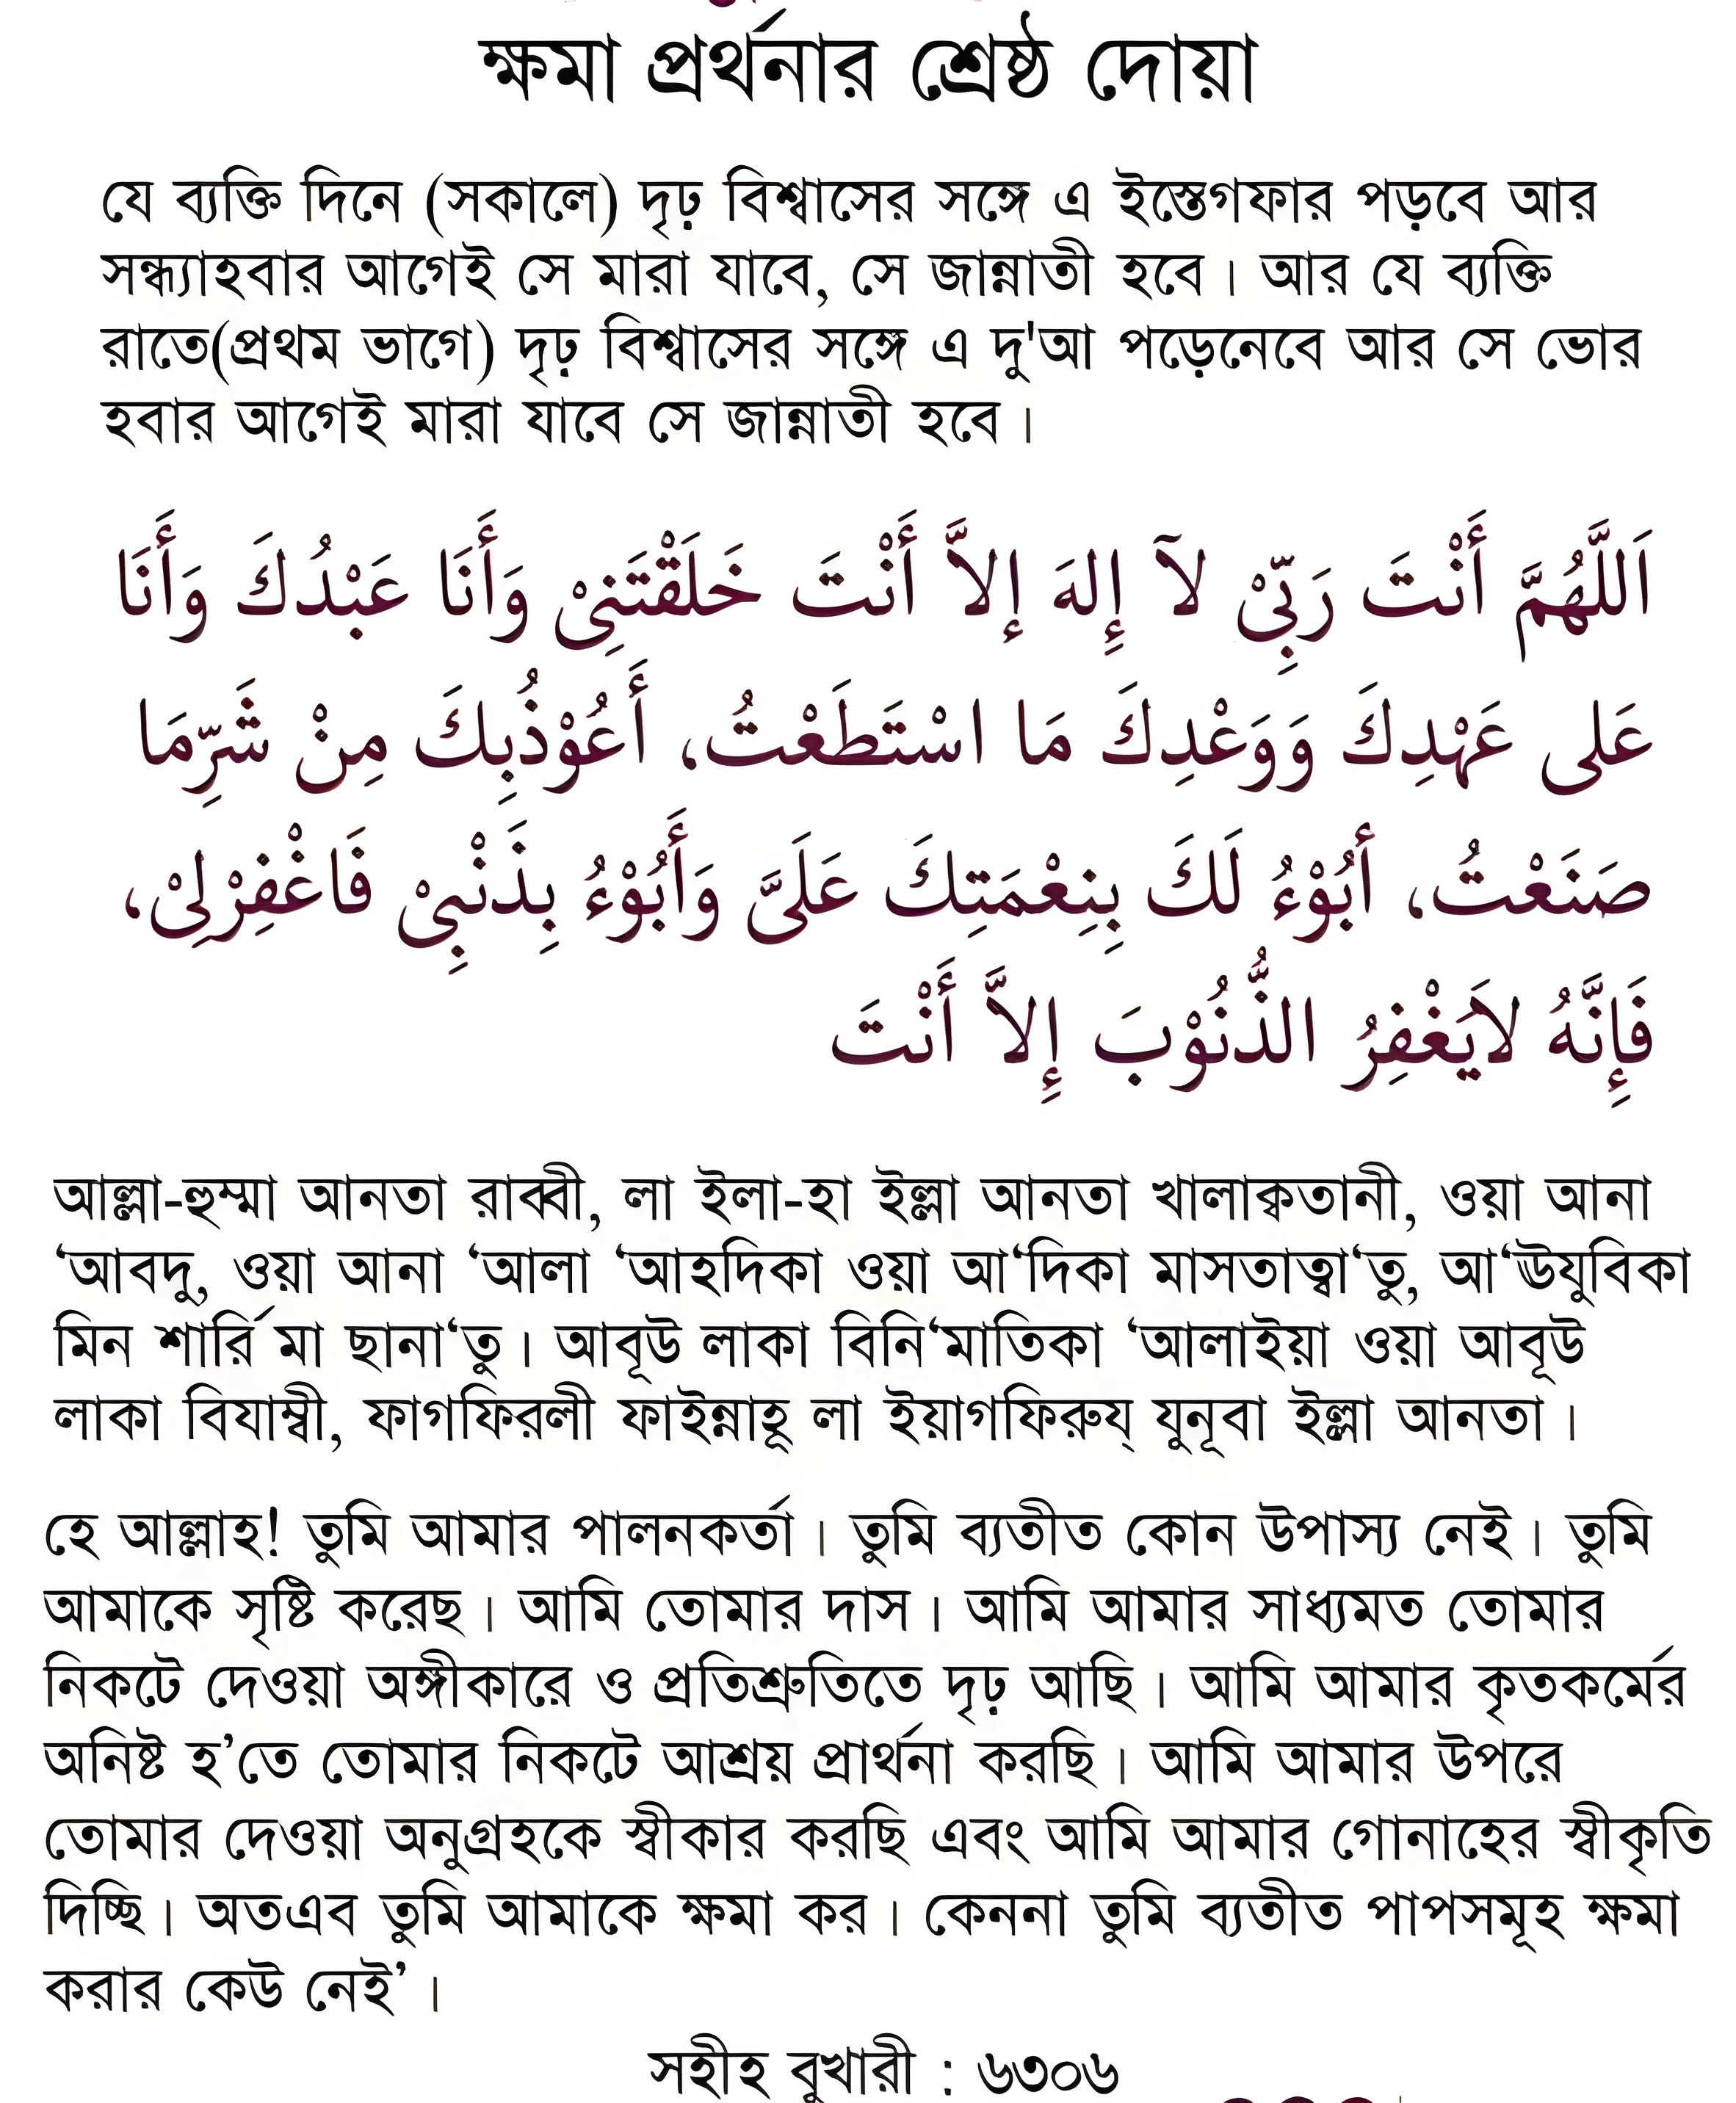 ক্ষমা প্রর্থনার শ্রেষ্ঠ দোয়া
যে ব্যক্তি দিনে (সকালে) দৃঢ় বিশ্বাসের সঙ্গে এ ইস্তেগফার পড়বে আর
সন্ধ্যাহবার আগেই সে মারা যাবে, সে জান্নাতী হবে। আর যে ব্যক্তি
রাতে(প্রথম ভাগে) দৃঢ় বিশ্বাসের সঙ্গে এ দু'আ পড়েনেবে আর সে ভোর
হবার আগেই মারা যাবে সে জান্নাতী হবে।
اَللَّهُمَّ أَنْتَ رَبِّىْ لآ إِلهَ إِلاَّ أَنْتَ خَلَقْتَنِىْ وَأَنَا عَبْدُكَ وَأَنَا
عَلى عَهْدِكَ وَوَعْدِكَ مَا اسْتَطَعْتُ، أَعُوْذُبِكَ مِنْ شَرِّمَا
صَنَعْتُ، أبُوْءُ لَكَ بِنِعْمَتِكَ عَلَىَّ وَأَبُوْءُ بِذَنْبِىْ فَاغْفِرْلِىْ،
فَإِنَّهُ لاَيَغْفِرُ الذُّنُوْبَ إِلاَّ أَنْتَ
আল্লা-হুম্মা আনতা রাব্বী, লা ইলা-হা ইল্লা আনতা খালাক্বতানী, ওয়া আনা
‘আবদু, ওয়া আনা ‘আলা ‘আহদিকা ওয়া আ‘দিকা মাসতাত্বা‘তু, আ‘ঊযুবিকা
মিন শার্রি মা ছানা‘তু। আবূউ লাকা বিনি‘মাতিকা ‘আলাইয়া ওয়া আবূউ
লাকা বিযাম্বী, ফাগফিরলী ফাইন্নাহূ লা ইয়াগফিরুয্ যুনূবা ইল্লা আনতা।
হে আল্লাহ! তুমি আমার পালনকর্তা। তুমি ব্যতীত কোন উপাস্য নেই। তুমি
আমাকে সৃষ্টি করেছ। আমি তোমার দাস। আমি আমার সাধ্যমত তোমার
নিকটে দেওয়া অঙ্গীকারে ও প্রতিশ্রুতিতে দৃঢ় আছি। আমি আমার কৃতকর্মের
অনিষ্ট হ’তে তোমার নিকটে আশ্রয় প্রার্থনা করছি। আমি আমার উপরে
তোমার দেওয়া অনুগ্রহকে স্বীকার করছি এবং আমি আমার গোনাহের স্বীকৃতি
দিচ্ছি। অতএব তুমি আমাকে ক্ষমা কর। কেননা তুমি ব্যতীত পাপসমূহ ক্ষমা
করার কেউ নেই’।
সহীহ বুখারী : ৬৩০৬